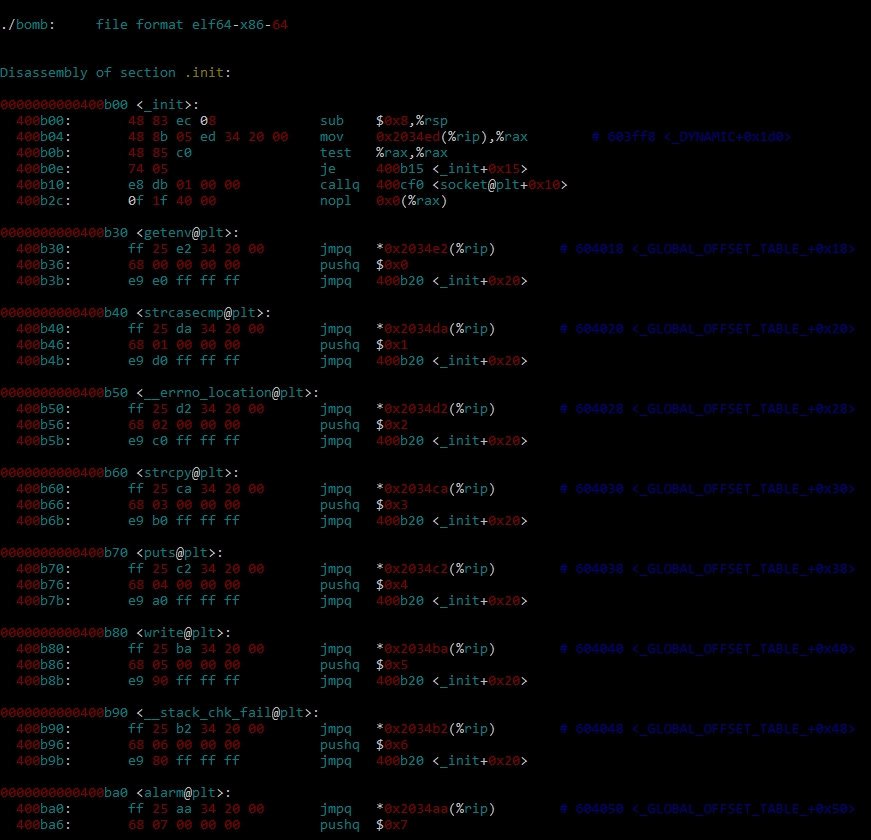 ./bomb:     file format elf64-x86-64
Disassembly of section .init:
0000000000400b00 <_init>:
  400b00:	48 83 ec 08          	sub    $0x8,%rsp
  400b04:	48 8b 05 ed 34 20 00 	mov    0x2034ed(%rip),%rax        # 603ff8 <_DYNAMIC+0x1d0>
  400b0b:	48 85 c0             	test   %rax,%rax
  400b0e:	74 05                	je     400b15 <_init+0x15>
  400b10:	e8 db 01 00 00       	callq  400cf0 <socket@plt+0x10>
  400b2c:	0f 1f 40 00          	nopl   0x0(%rax)
0000000000400b30 <getenv@plt>:
  400b30:	ff 25 e2 34 20 00    	jmpq   *0x2034e2(%rip)        # 604018 <_GLOBAL_OFFSET_TABLE_+0x18>
  400b36:	68 00 00 00 00       	pushq  $0x0
  400b3b:	e9 e0 ff ff ff       	jmpq   400b20 <_init+0x20>
0000000000400b40 <strcasecmp@plt>:
  400b40:	ff 25 da 34 20 00    	jmpq   *0x2034da(%rip)        # 604020 <_GLOBAL_OFFSET_TABLE_+0x20>
  400b46:	68 01 00 00 00       	pushq  $0x1
  400b4b:	e9 d0 ff ff ff       	jmpq   400b20 <_init+0x20>
0000000000400b50 <__errno_location@plt>:
  400b50:	ff 25 d2 34 20 00    	jmpq   *0x2034d2(%rip)        # 604028 <_GLOBAL_OFFSET_TABLE_+0x28>
  400b56:	68 02 00 00 00       	pushq  $0x2
  400b5b:	e9 c0 ff ff ff       	jmpq   400b20 <_init+0x20>
0000000000400b60 <strcpy@plt>:
  400b60:	ff 25 ca 34 20 00    	jmpq   *0x2034ca(%rip)        # 604030 <_GLOBAL_OFFSET_TABLE_+0x30>
  400b66:	68 03 00 00 00       	pushq  $0x3
  400b6b:	e9 b0 ff ff ff       	jmpq   400b20 <_init+0x20>
0000000000400b70 <puts@plt>:
  400b70:	ff 25 c2 34 20 00    	jmpq   *0x2034c2(%rip)        # 604038 <_GLOBAL_OFFSET_TABLE_+0x38>
  400b76:	68 04 00 00 00       	pushq  $0x4
  400b7b:	e9 a0 ff ff ff       	jmpq   400b20 <_init+0x20>
0000000000400b80 <write@plt>:
  400b80:	ff 25 ba 34 20 00    	jmpq   *0x2034ba(%rip)        # 604040 <_GLOBAL_OFFSET_TABLE_+0x40>
  400b86:	68 05 00 00 00       	pushq  $0x5
  400b8b:	e9 90 ff ff ff       	jmpq   400b20 <_init+0x20>
0000000000400b90 <__stack_chk_fail@plt>:
  400b90:	ff 25 b2 34 20 00    	jmpq   *0x2034b2(%rip)        # 604048 <_GLOBAL_OFFSET_TABLE_+0x48>
  400b96:	68 06 00 00 00       	pushq  $0x6
  400b9b:	e9 80 ff ff ff       	jmpq   400b20 <_init+0x20>
0000000000400ba0 <alarm@plt>:
  400ba0:	ff 25 aa 34 20 00    	jmpq   *0x2034aa(%rip)        # 604050 <_GLOBAL_OFFSET_TABLE_+0x50>
  400ba6:	68 07 00 00 00       	pushq  $0x7